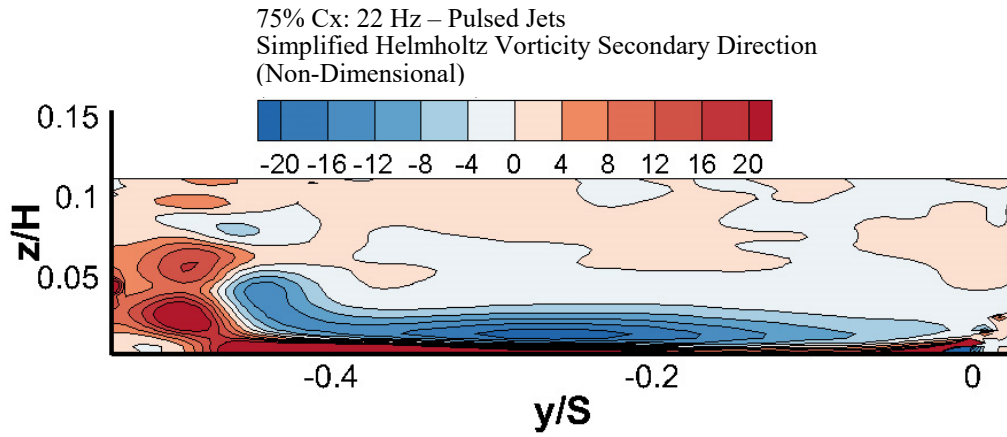 75% Cx: 22 Hz – Pulsed Jets
Simplified Helmholtz Vorticity Secondary Direction
(Non-Dimensional)
-20 -16 -12 -8 -4 0 4 8 12 16 20
0.15
0.1
0.05
z/H
-0.4 -0.2 0
y/S